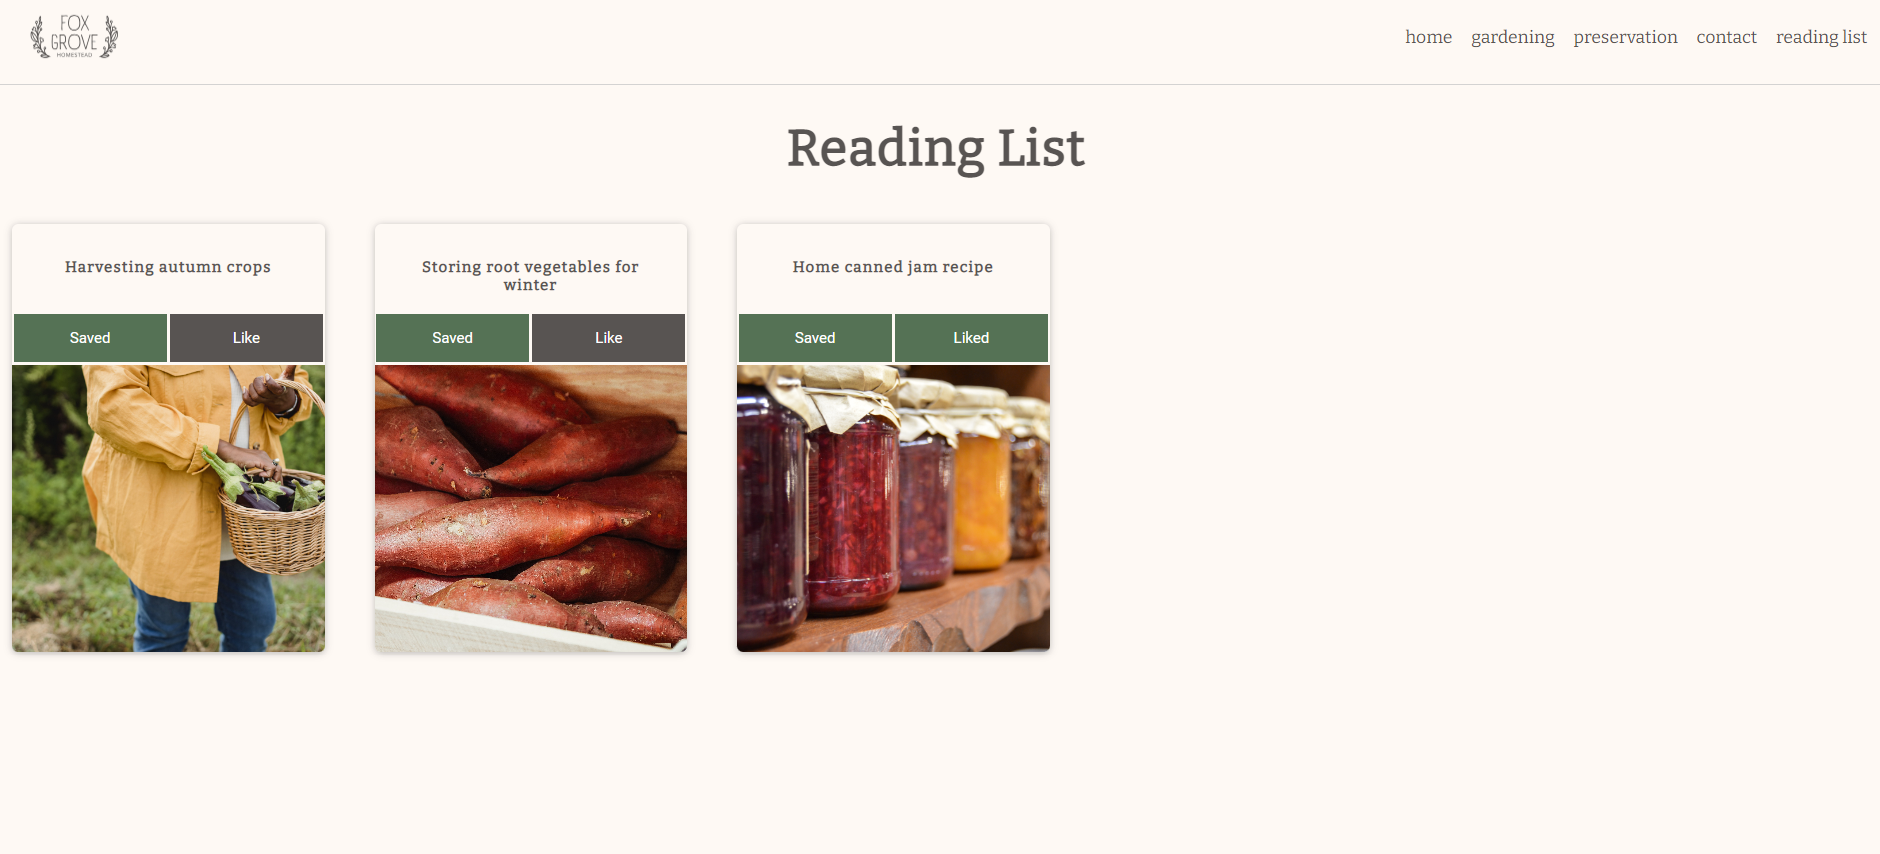 FOX
GROVE
HOMESTEAD
home gardening preservation contact reading list
Reading List
Harvesting autumn crops
Saved Like
Storing root vegetables for
winter
Saved Like
Home canned jam recipe
Saved Liked